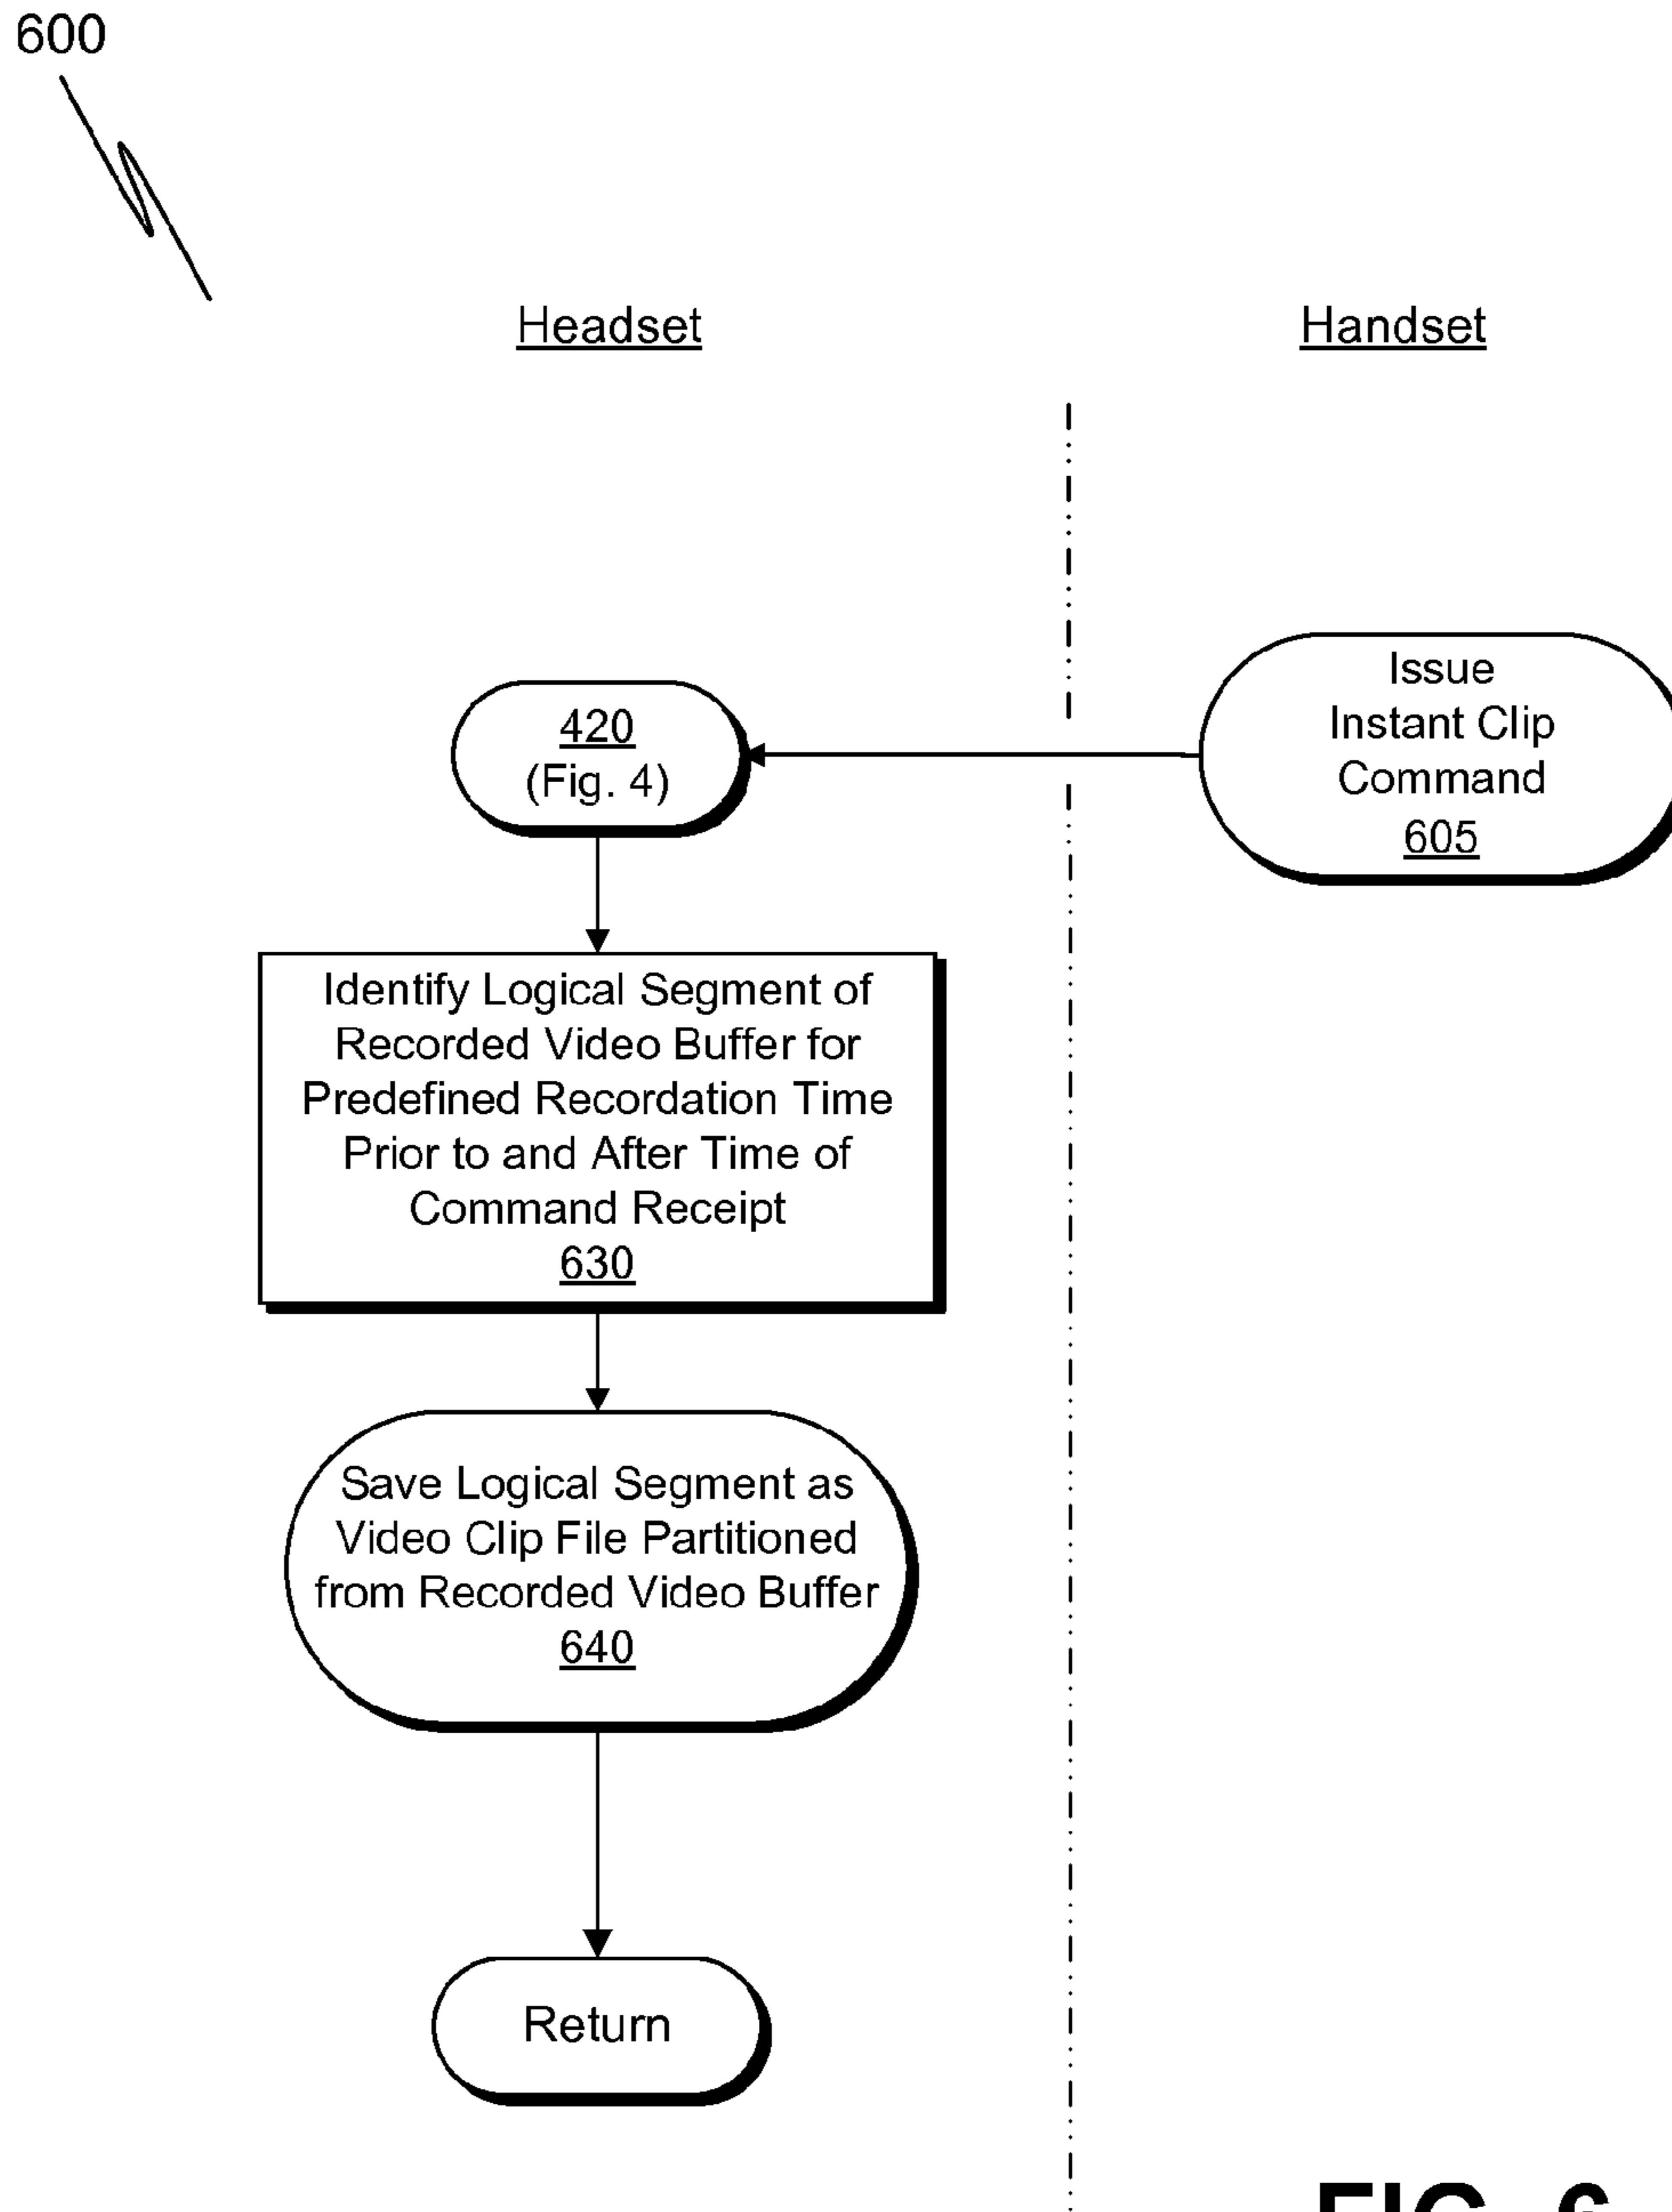 600
Headset
Handset
Issue
Instant Clip
Command
605
420
(Fig. 4)
Identify Logical Segment of
Recorded Video Buffer for
Predefined Recordation Time
Prior to and After Time of
Command Receipt
630
Save Logical Segment as
Video Clip File Partitioned
from Recorded Video Buffer
640
Return
FIG. 6